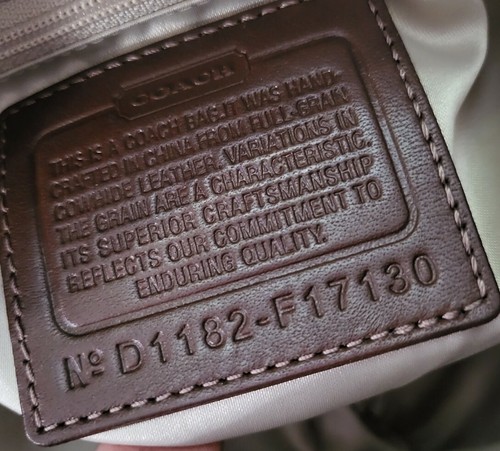 COACH
THIS IS A COACH BAG.IT WAS HAND-
CRAFTED IN CHINA FROM FULL-GRAIN
COWHIDE LEATHER. VARIATIONS IN
THE GRAIN ARE A CHARACTERISTIC.
ITS SUPERIOR CRAFTSMANSHIP
REFLECTS OUR COMMITMENT TO
ENDURING QUALITY.
Nº D1182-F17130